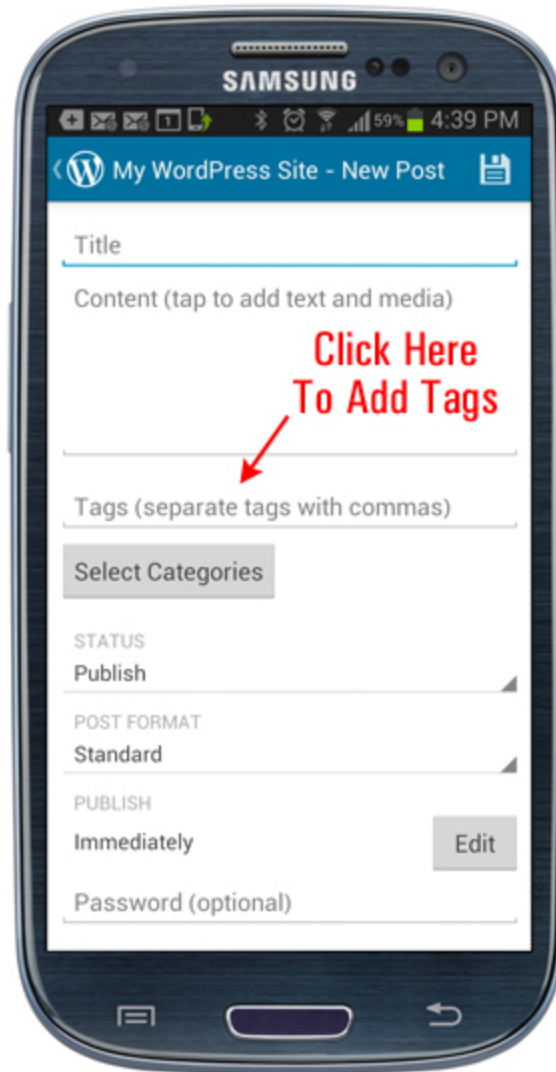 SAMSUNG
1 59% 4:39 PM
My WordPress Site - New Post
Title
Content (tap to add text and media)
Click Here
To Add Tags
Tags (separate tags with commas)
Select Categories
STATUS
Publish
POST FORMAT
Standard
PUBLISH
Immediately
Edit
Password (optional)